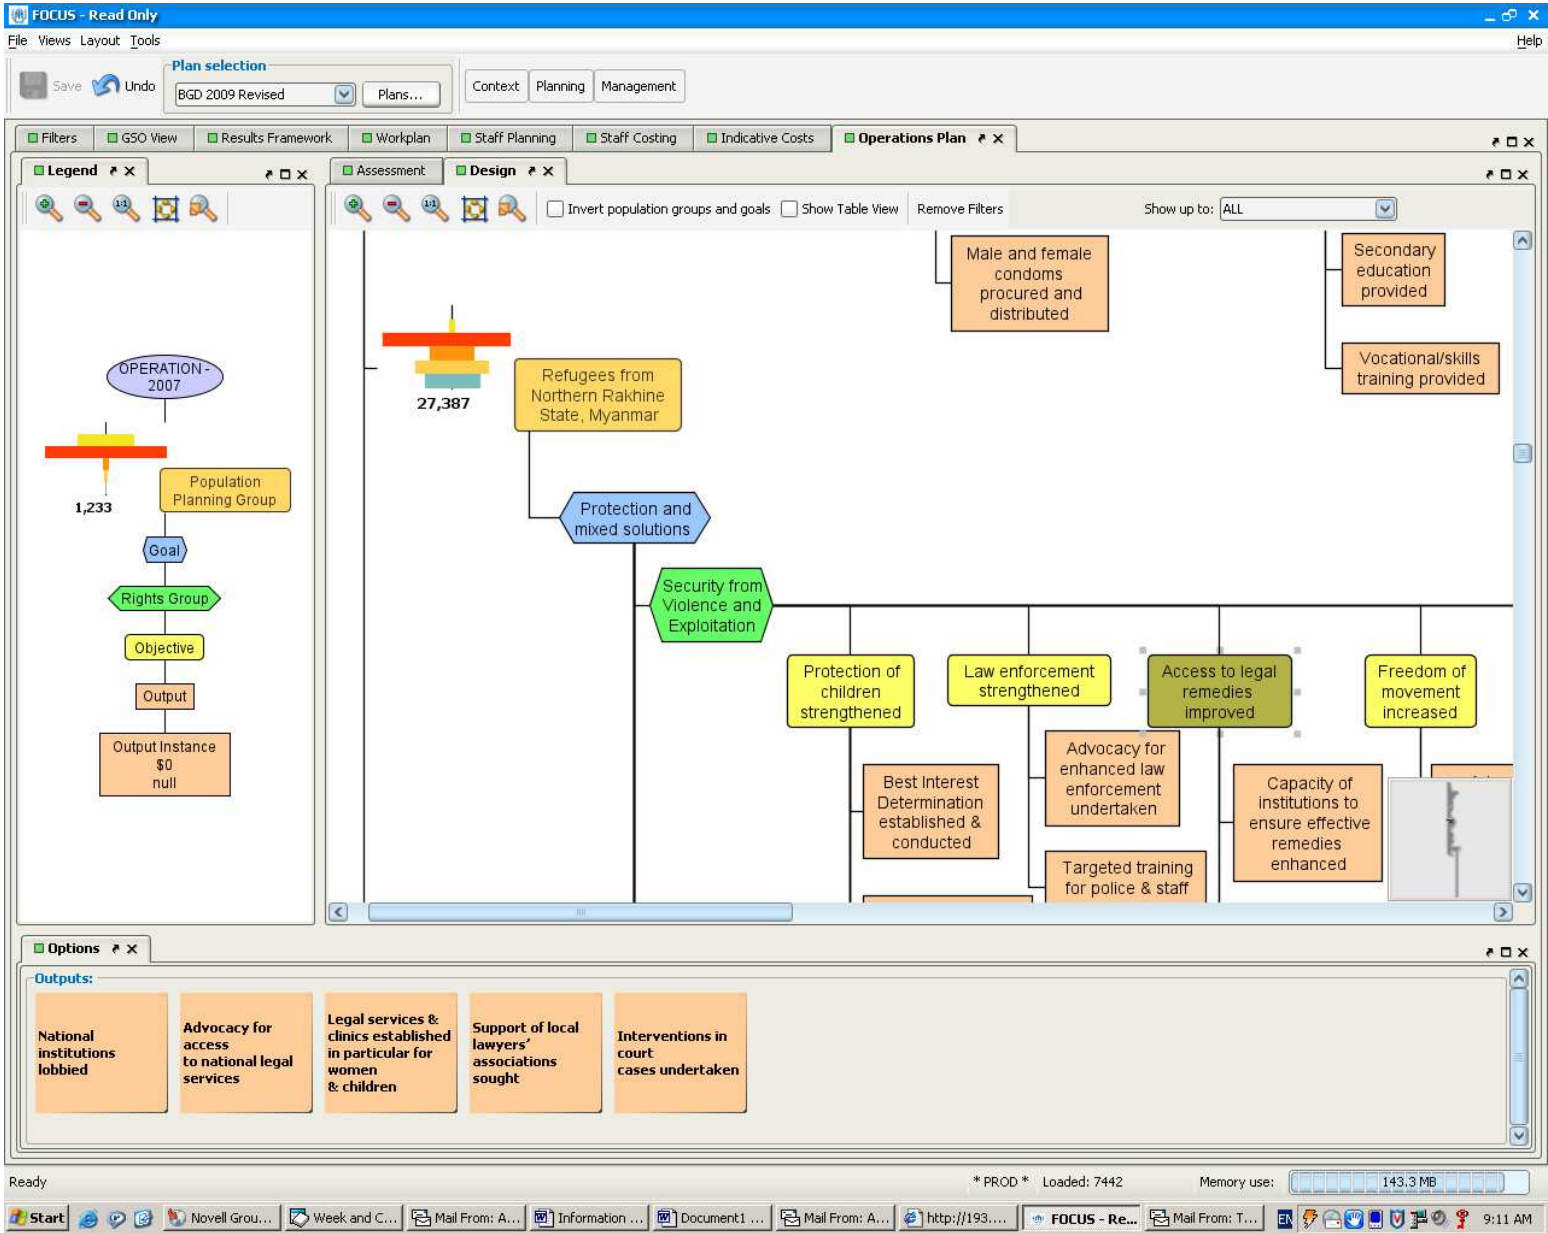 FOCUS - Read Only
File Views Layout Tools
Help
Save
Undo
Plan selection
BGD 2009 Revised
Plans...
Context
Planning
Management
Filters
GSO View
Results Framework
Workplan
Staff Planning
Staff Costing
Indicative Costs
Operations Plan
Legend
Assessment
Design
Invert population groups and goals
Show Table View
Remove Filters
Show up to:
ALL
OPERATION -
2007
1,233
Population
Planning Group
Goal
Rights Group
Objective
Output
Output Instance
$0
null
Male and female
condoms
procured and
distributed
Secondary
education
provided
Vocational/skills
training provided
27,387
Refugees from
Northern Rakhine
State, Myanmar
Protection and
mixed solutions
Security from
Violence and
Exploitation
Protection of
children
strengthened
Law enforcement
strengthened
Access to legal
remedies
improved
Freedom of
movement
increased
Best Interest
Determination
established &
conducted
Advocacy for
enhanced law
enforcement
undertaken
Targeted training
for police & staff
Capacity of
institutions to
ensure effective
remedies
enhanced
Options
Outputs:
National
institutions
lobbied
Advocacy for
access
to national legal
services
Legal services &
clinics established
in particular for
women
& children
Support of local
lawyers'
associations
sought
Interventions in
court
cases undertaken
Ready
* PROD *
Loaded: 7442
Memory use:
143.3 MB
Start
Novell Grou...
Week and C...
Mail From: A...
Information ...
Document1 ...
Mail From: A...
http://193....
FOCUS - Re...
Mail From: T...
EN
9:11 AM